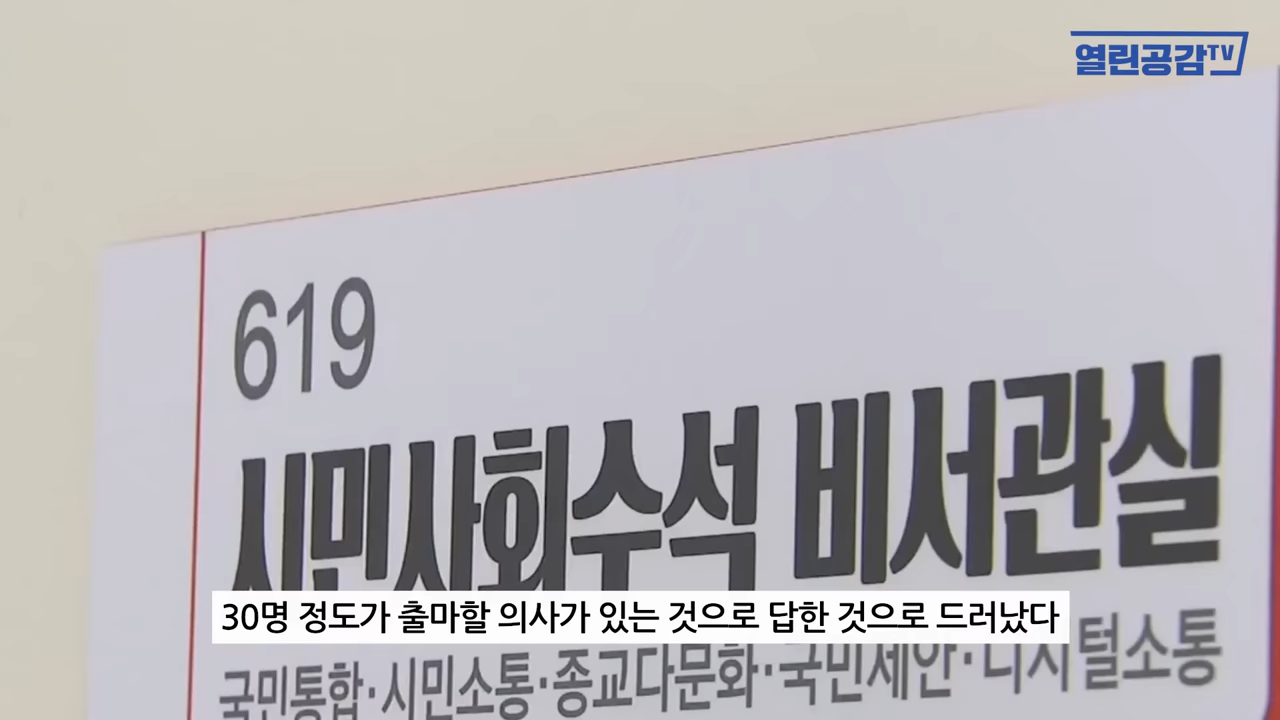 열린공감TV
619
시민사회수석 비서관실
30명 정도가 출마할 의사가 있는 것으로 답한 것으로 드러났다
국민통합·시민소통·종교다문화·국민제안·디지털소통